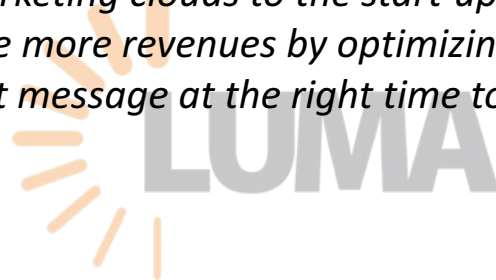 rketing clouds to the start-up
e more revenues by optimizin
t message at the right time to
LUMA